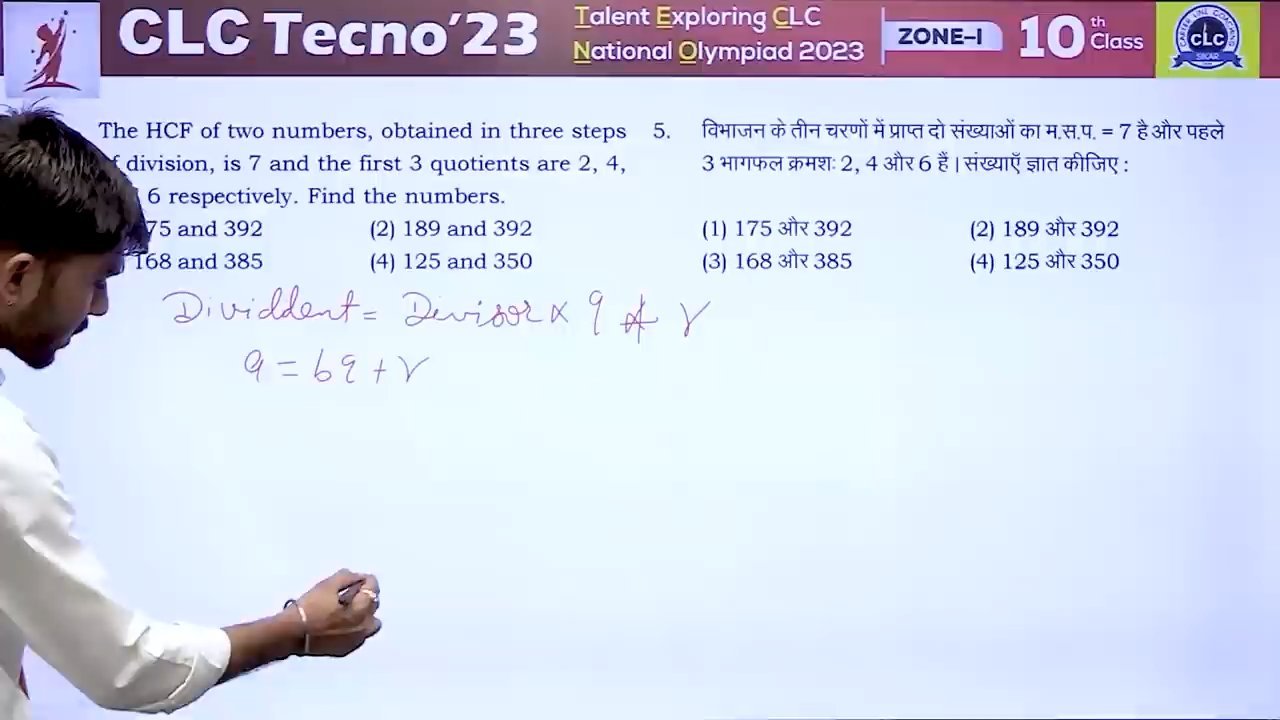 CLC Tecno'23
Talent Exploring CLC
National Olympiad 2023
ZONE–I
10th Class
CLC
SIKAR
The HCF of two numbers, obtained in three steps
division, is 7 and the first 3 quotients are 2, 4,
6 respectively. Find the numbers.
75 and 392 (2) 189 and 392
168 and 385 (4) 125 and 350
5. विभाजन के तीन चरणों में प्राप्त दो संख्याओं का म.स.प. = 7 है और पहले
3 भागफल क्रमशः 2, 4 और 6 हैं। संख्याएँ ज्ञात कीजिए :
(1) 175 और 392 (2) 189 और 392
(3) 168 और 385 (4) 125 और 350
Dividdent = Devisor × q + r
a = bq + r